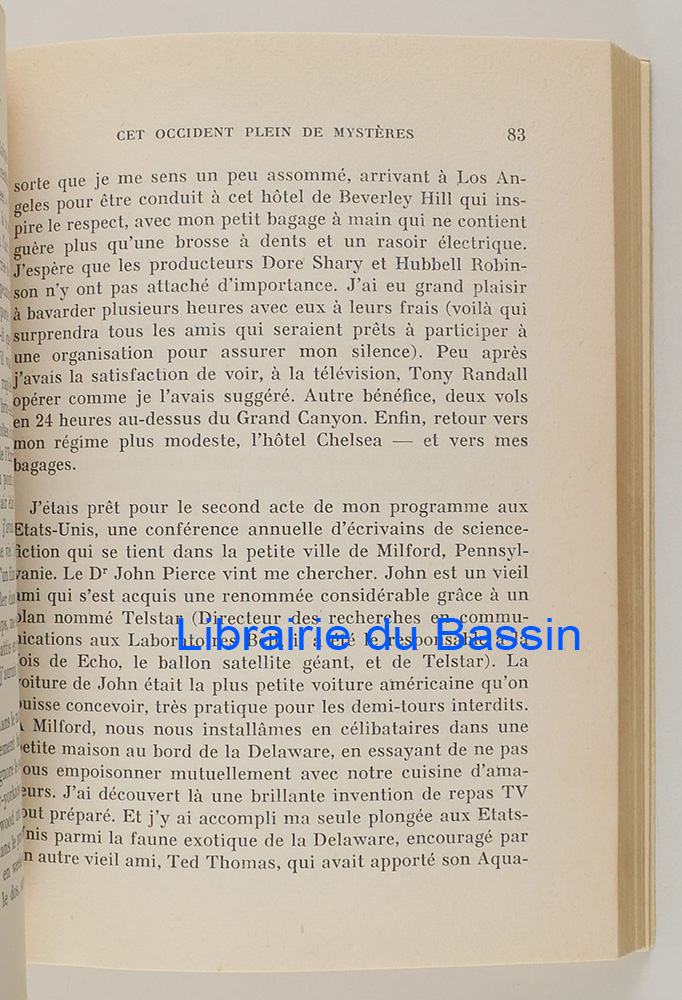 CET OCCIDENT PLEIN DE MYSTÈRES 83
sorte que je me sens un peu assommé, arrivant à Los An-
geles pour être conduit à cet hôtel de Beverley Hill qui ins-
pire le respect, avec mon petit bagage à main qui ne contient
guère plus qu'une brosse à dents et un rasoir électrique.
J'espère que les producteurs Dore Shary et Hubbell Robin-
son n'y ont pas attaché d'importance. J'ai eu grand plaisir
à bavarder plusieurs heures avec eux à leurs frais (voilà qui
surprendra tous les amis qui seraient prêts à participer à
une organisation pour assurer mon silence). Peu après
j'avais la satisfaction de voir, à la télévision, Tony Randall
opérer comme je l'avais suggéré. Autre bénéfice, deux vols
en 24 heures au-dessus du Grand Canyon. Enfin, retour vers
mon régime plus modeste, l'hôtel Chelsea — et vers mes
bagages.
J'étais prêt pour le second acte de mon programme aux
Etats-Unis, une conférence annuelle d'écrivains de science-
fiction qui se tient dans la petite ville de Milford, Pennsyl-
vanie. Le Dr John Pierce vint me chercher. John est un vieil
ami qui s'est acquis une renommée considérable grâce à un
plan nommé Telstar (Directeur des recherches en commu-
nications aux Laboratoires Bell, il a été le responsable à la
fois de Echo, le ballon satellite géant, et de Telstar). La
voiture de John était la plus petite voiture américaine qu'on
puisse concevoir, très pratique pour les demi-tours interdits.
A Milford, nous nous installâmes en célibataires dans une
petite maison au bord de la Delaware, en essayant de ne pas
nous empoisonner mutuellement avec notre cuisine d'ama-
teurs. J'ai découvert là une brillante invention de repas TV
tout préparé. Et j'y ai accompli ma seule plongée aux Etats-
Unis parmi la faune exotique de la Delaware, encouragé par
un autre vieil ami, Ted Thomas, qui avait apporté son Aqua-
Librairie du Bassin